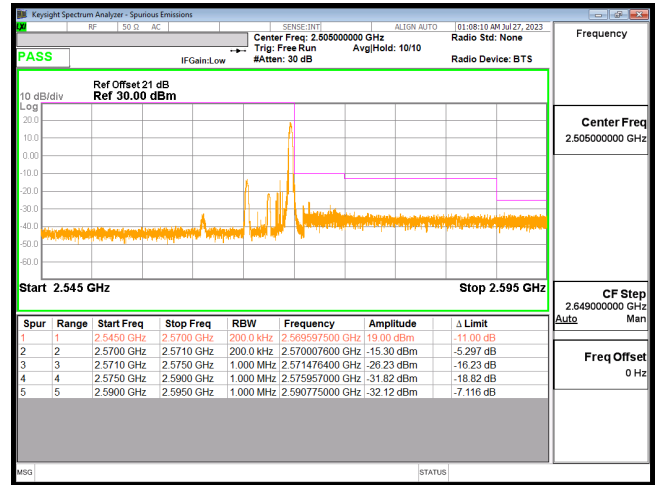 Keysight Spectrum Analyzer - Spurious Emissions
RF 50 Ω AC SENSE:INT ALIGN AUTO 01:08:10 AM Jul 27, 2023
Center Freq: 2.505000000 GHz Radio Std: None
Trig: Free Run Avg|Hold: 10/10
PASS IFGain:Low #Atten: 30 dB Radio Device: BTS
Ref Offset 21 dB
10 dB/div Ref 30.00 dBm
Log
20.0
10.0
0.00
-10.0
-20.0
-30.0
-40.0
-50.0
-60.0
Start 2.545 GHz Stop 2.595 GHz
Spur Range Start Freq Stop Freq RBW Frequency Amplitude Δ Limit
1 1 2.5450 GHz 2.5700 GHz 200.0 kHz 2.569597500 GHz 19.00 dBm -11.00 dB
2 2 2.5700 GHz 2.5710 GHz 200.0 kHz 2.570007600 GHz -15.30 dBm -5.297 dB
3 3 2.5710 GHz 2.5750 GHz 1.000 MHz 2.571476400 GHz -26.23 dBm -16.23 dB
4 4 2.5750 GHz 2.5900 GHz 1.000 MHz 2.575957000 GHz -31.82 dBm -18.82 dB
5 5 2.5900 GHz 2.5950 GHz 1.000 MHz 2.590775000 GHz -32.12 dBm -7.116 dB
MSG STATUS
Frequency
Center Freq
2.505000000 GHz
CF Step
2.649000000 GHz
Auto Man
Freq Offset
0 Hz